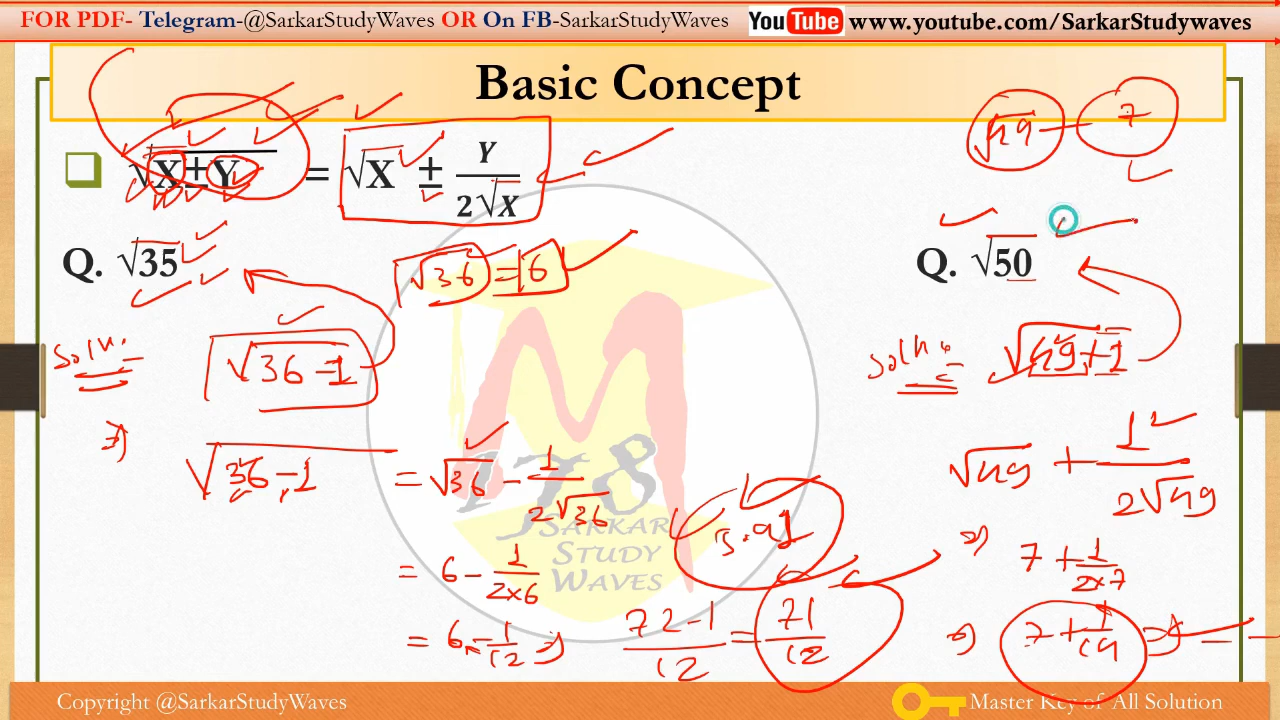 FOR PDF- Telegram-@SarkarStudyWaves OR On FB-SarkarStudyWaves YouTube www.youtube.com/SarkarStudywaves
Basic Concept
√49 - 7
√X±Y = √X ± Y/2√X
Q. √35
√36 = 6
Q. √50
Soln.
√36-1
Soln.
√49+1
⇒ √36-1 = √36 - 1/2√36
√49 + 1/2√49
178
SARKAR
STUDY
WAVES
5.91
= 6 - 1/2×6
⇒ 7 + 1/2×7
= 6 - 1/12 ⇒ 72-1/12 = 71/12
⇒ 7 + 1/14 ⇒
Copyright @SarkarStudyWaves
Master Key of All Solution